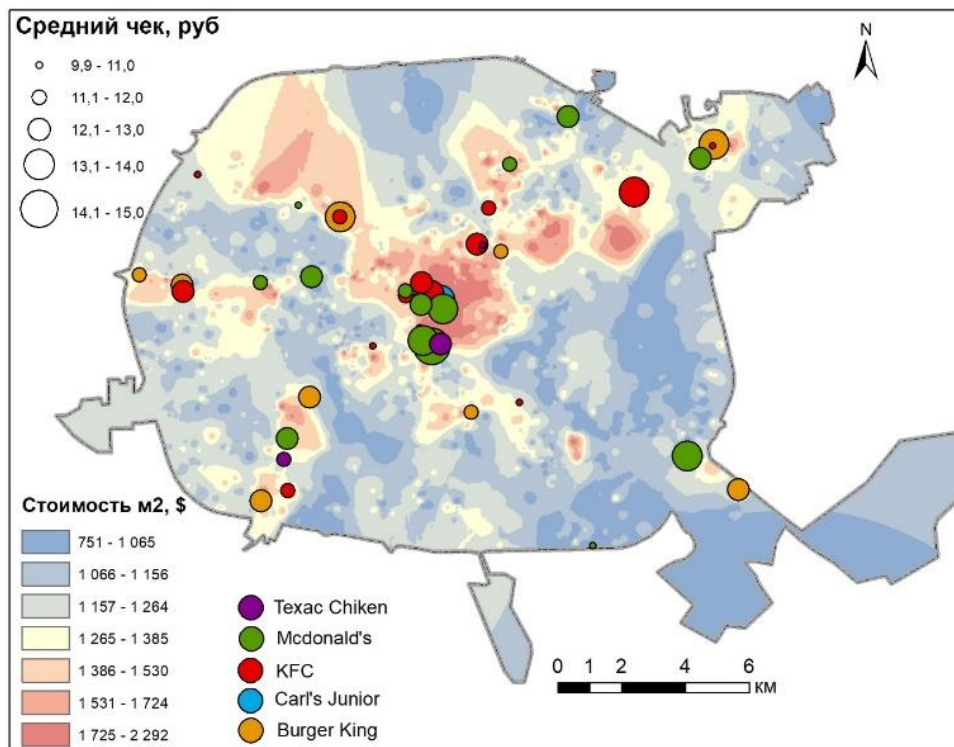 Средний чек, руб
9,9 - 11,0
11,1 - 12,0
12,1 - 13,0
13,1 - 14,0
14,1 - 15,0
N
Стоимость м2, $
751 - 1 065
1 066 - 1 156
1 157 - 1 264
1 265 - 1 385
1 386 - 1 530
1 531 - 1 724
1 725 - 2 292
Texac Chiken
Mcdonald's
KFC
Carl's Junior
Burger King
0 1 2 4 6
КМ